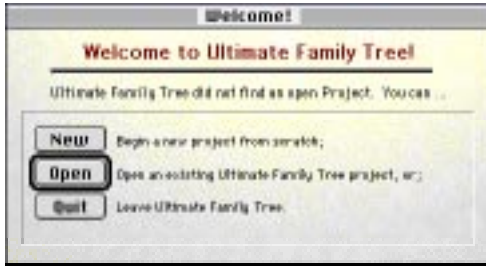 Welcome!
Welcome to Ultimate Family Tree!
Ultimate Family Tree did not find an open Project. You can ...
New Begin a new project from scratch;
Open Open an existing Ultimate Family Tree project, or;
Quit Leave Ultimate Family Tree.